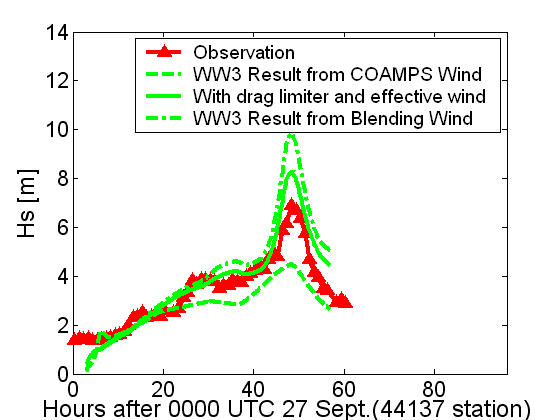 14
12
10
8
6
4
2
0
Hs [m]
Observation
WW3 Result from COAMPS Wind
With drag limiter and effective wind
WW3 Result from Blending Wind
0 20 40 60 80
Hours after 0000 UTC 27 Sept.(44137 station)